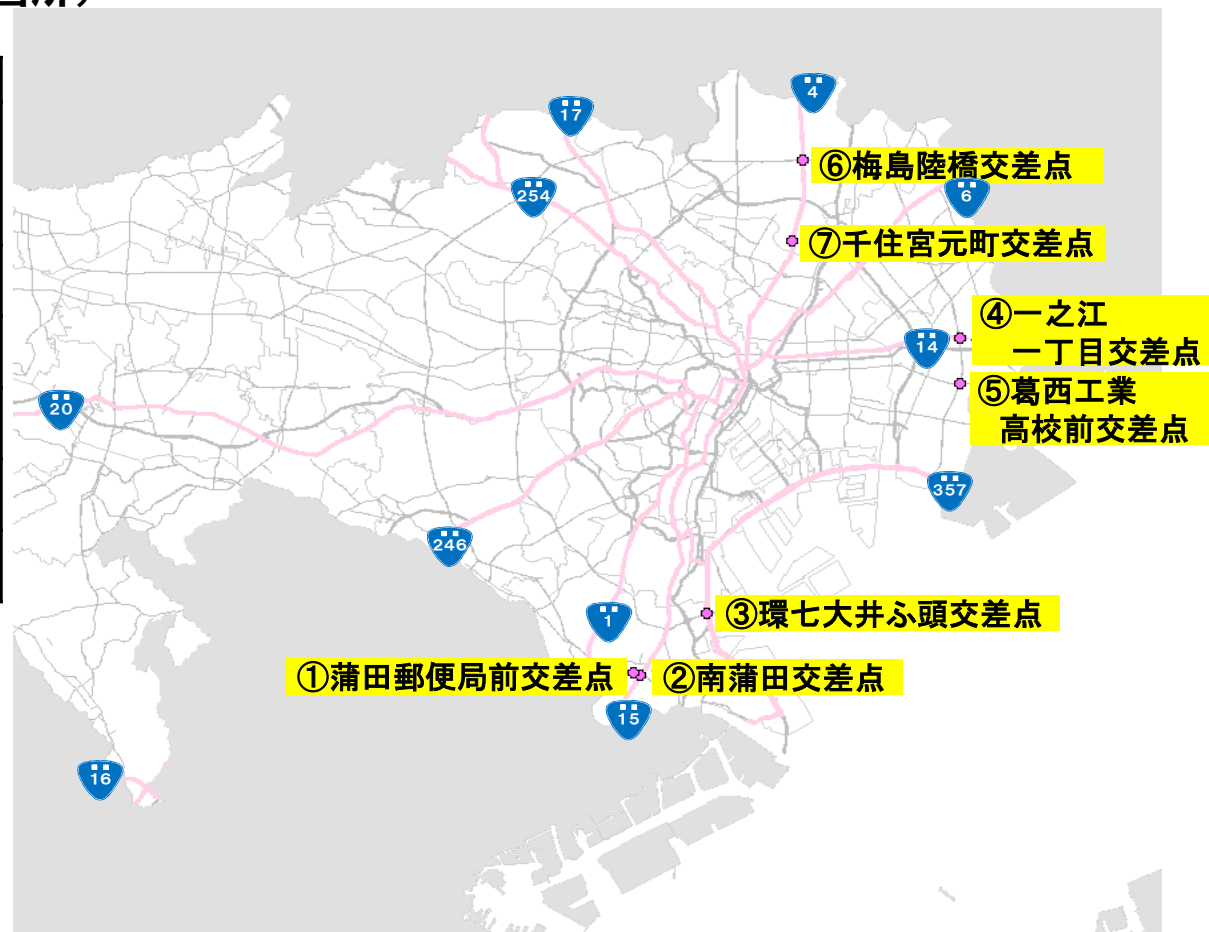 4
17
⑥梅島陸橋交差点
254
6
⑦千住宮元町交差点
④一之江
一丁目交差点
14
⑤葛西工業
高校前交差点
20
357
246
③環七大井ふ頭交差点
1
①蒲田郵便局前交差点
②南蒲田交差点
15
16